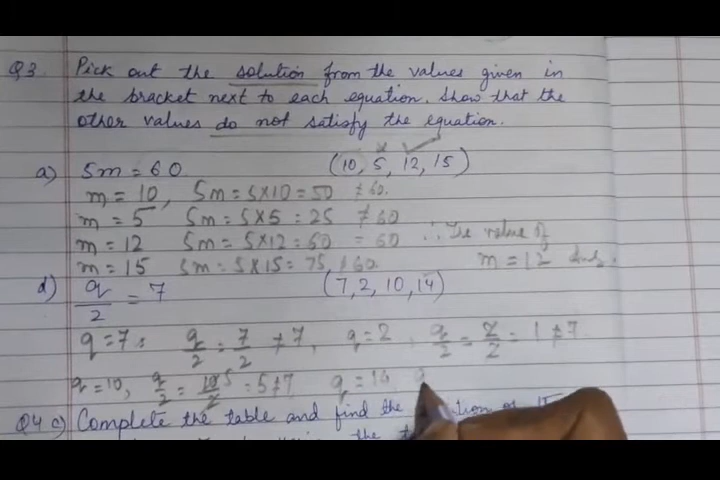 Q3 Pick out the solution from the values given in
the bracket next to each equation. Show that the
other values do not satisfy the equation.
a) 5m = 60 (10, 5, 12, 15)
m = 10, 5m = 5×10 = 50 ≠ 60.
m = 5 5m = 5×5 = 25 ≠ 60
m = 12 5m = 5×12 = 60 = 60 ∴ The value of
m = 15 5m = 5×15 = 75, ≠ 60. m = 12 Ans.
d) q/2 = 7 (7, 2, 10, 14)
q = 7, q/2 = 7/2 ≠ 7, q = 2, q/2 = 2/2 = 1 ≠ 7
q = 10, q/2 = 10/2 5 = 5 ≠ 7 q = 14 q
Q4 c) Complete the table and find the of
the